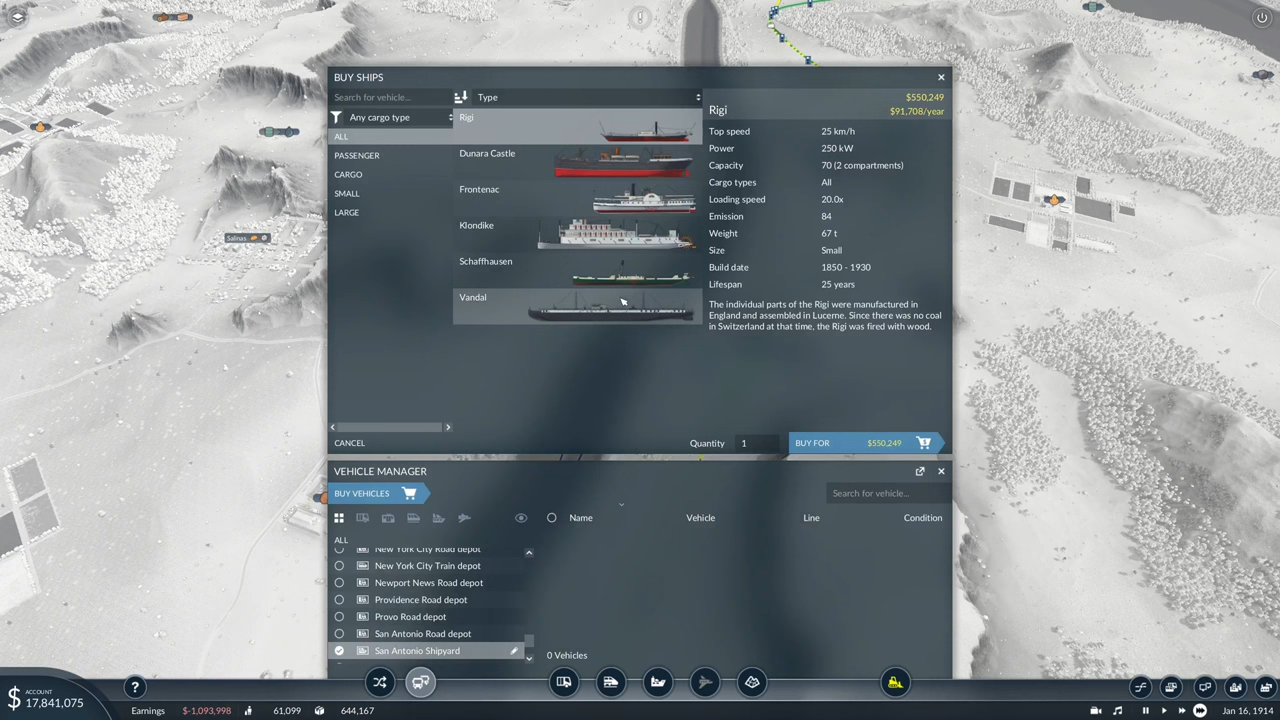 BUY SHIPS
Search for vehicle...
Type
$550,249
Any cargo type
Rigi
Rigi
$91,708/year
ALL
PASSENGER
CARGO
SMALL
LARGE
Dunara Castle
Frontenac
Klondike
Schaffhausen
Vandal
Top speed 25 km/h
Power 250 kW
Capacity 70 (2 compartments)
Cargo types All
Loading speed 20.0x
Emission 84
Weight 67 t
Size Small
Build date 1850 - 1930
Lifespan 25 years
The individual parts of the Rigi were manufactured in
England and assembled in Lucerne. Since there was no coal
in Switzerland at that time, the Rigi was fired with wood.
Salinas
CANCEL
Quantity 1
BUY FOR $550,249
VEHICLE MANAGER
BUY VEHICLES
Search for vehicle...
Name Vehicle Line Condition
ALL
New York City Road depot
New York City Train depot
Newport News Road depot
Providence Road depot
Provo Road depot
San Antonio Road depot
San Antonio Shipyard
0 Vehicles
$ ACCOUNT
17,841,075
?
Earnings $-1,093,998 61,099 644,167
Jan 16, 1914